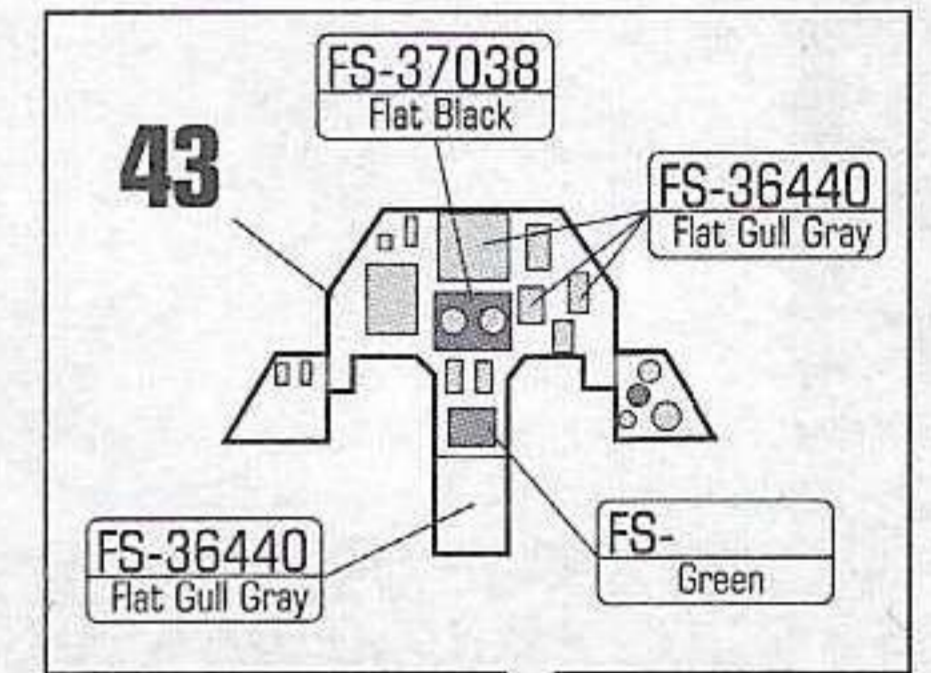 FS-37038
Flat Black
43
FS-36440
Flat Gull Gray
FS-36440
Flat Gull Gray
FS-
Green